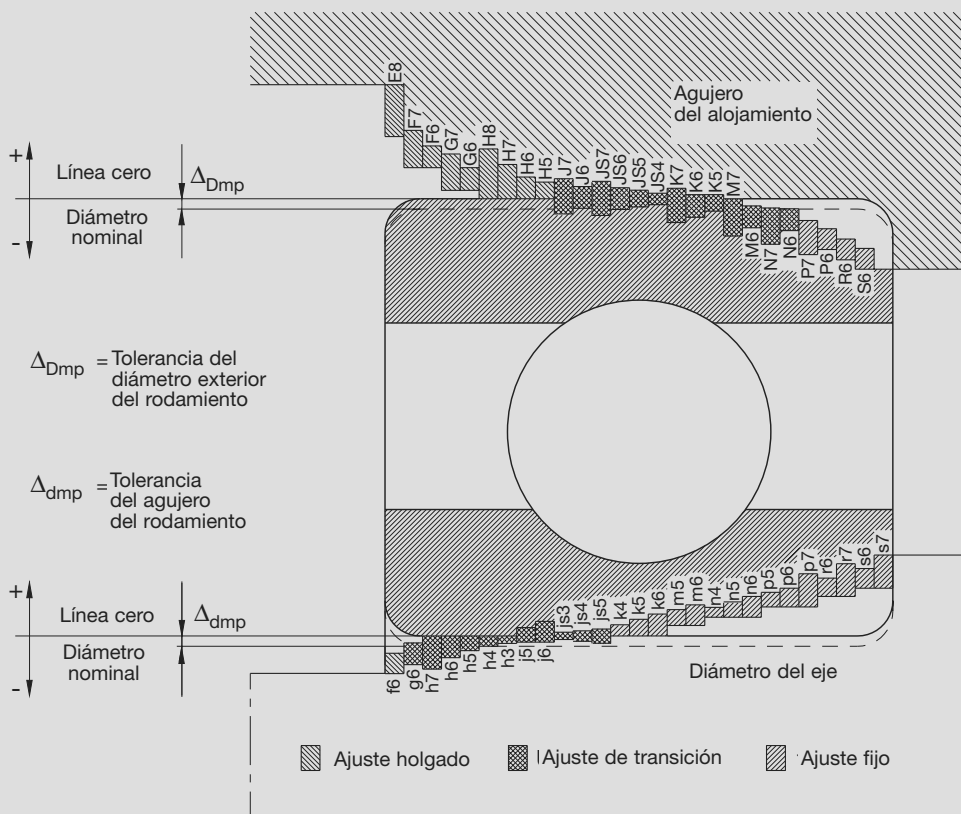 E8
F7
F6
G7
G6
H8
H7
H6
H5
J7
J6
JS7
JS6
JS5
JS4
K7
K6
K5
M7
M6
N7
N6
P7
P6
R6
S6
Agujero
del alojamiento
+
Línea cero
ΔDmp
-
Diámetro
nominal
ΔDmp = Tolerancia del
diámetro exterior
del rodamiento
Δdmp = Tolerancia
del agujero
del rodamiento
+
Línea cero
Δdmp
-
Diámetro
nominal
f6
g6
h7
h6
h5
h4
h3
j5
j6
js3
js4
js5
k4
k5
k6
m5
m6
n4
n5
n6
p5
p6
p7
r6
r7
s6
s7
Diámetro del eje
Ajuste holgado
Ajuste de transición
Ajuste fijo